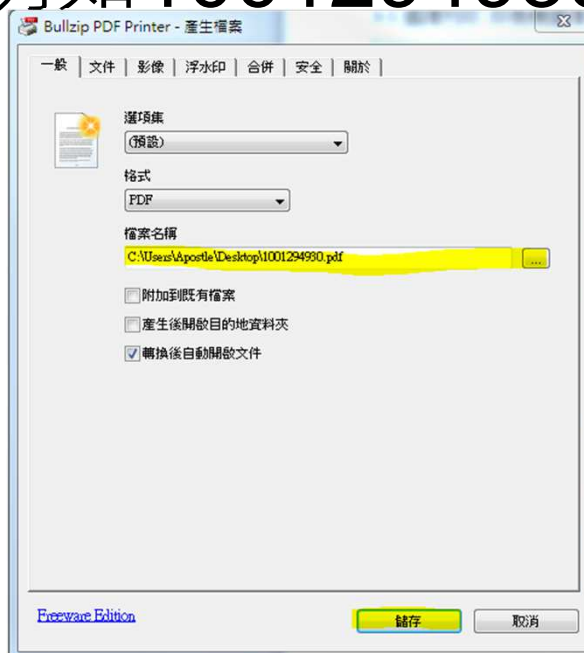 Bullzip PDF Printer - 產生檔案
一般 文件 影像 浮水印 合併 安全 關於
選項集
(預設)
格式
PDF
檔案名稱
C:\Users\Apostle\Desktop\1001294930.pdf
...
附加到既有檔案
產生後開啟目的地資料夾
轉換後自動開啟文件
Freeware Edition
儲存 取消